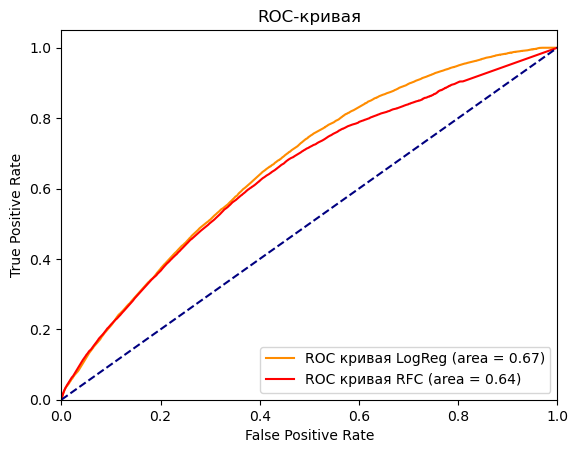 ROC-кривая
True Positive Rate
1.0
0.8
0.6
0.4
0.2
0.0
0.0 0.2 0.4 0.6 0.8 1.0
False Positive Rate
ROC кривая LogReg (area = 0.67)
ROC кривая RFC (area = 0.64)